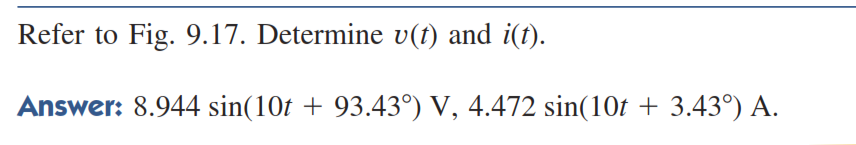 Refer to Fig. 9.17. Determine v(t) and i(t).
Answer: 8.944 sin(10t + 93.43°) V, 4.472 sin(10t + 3.43°) A.